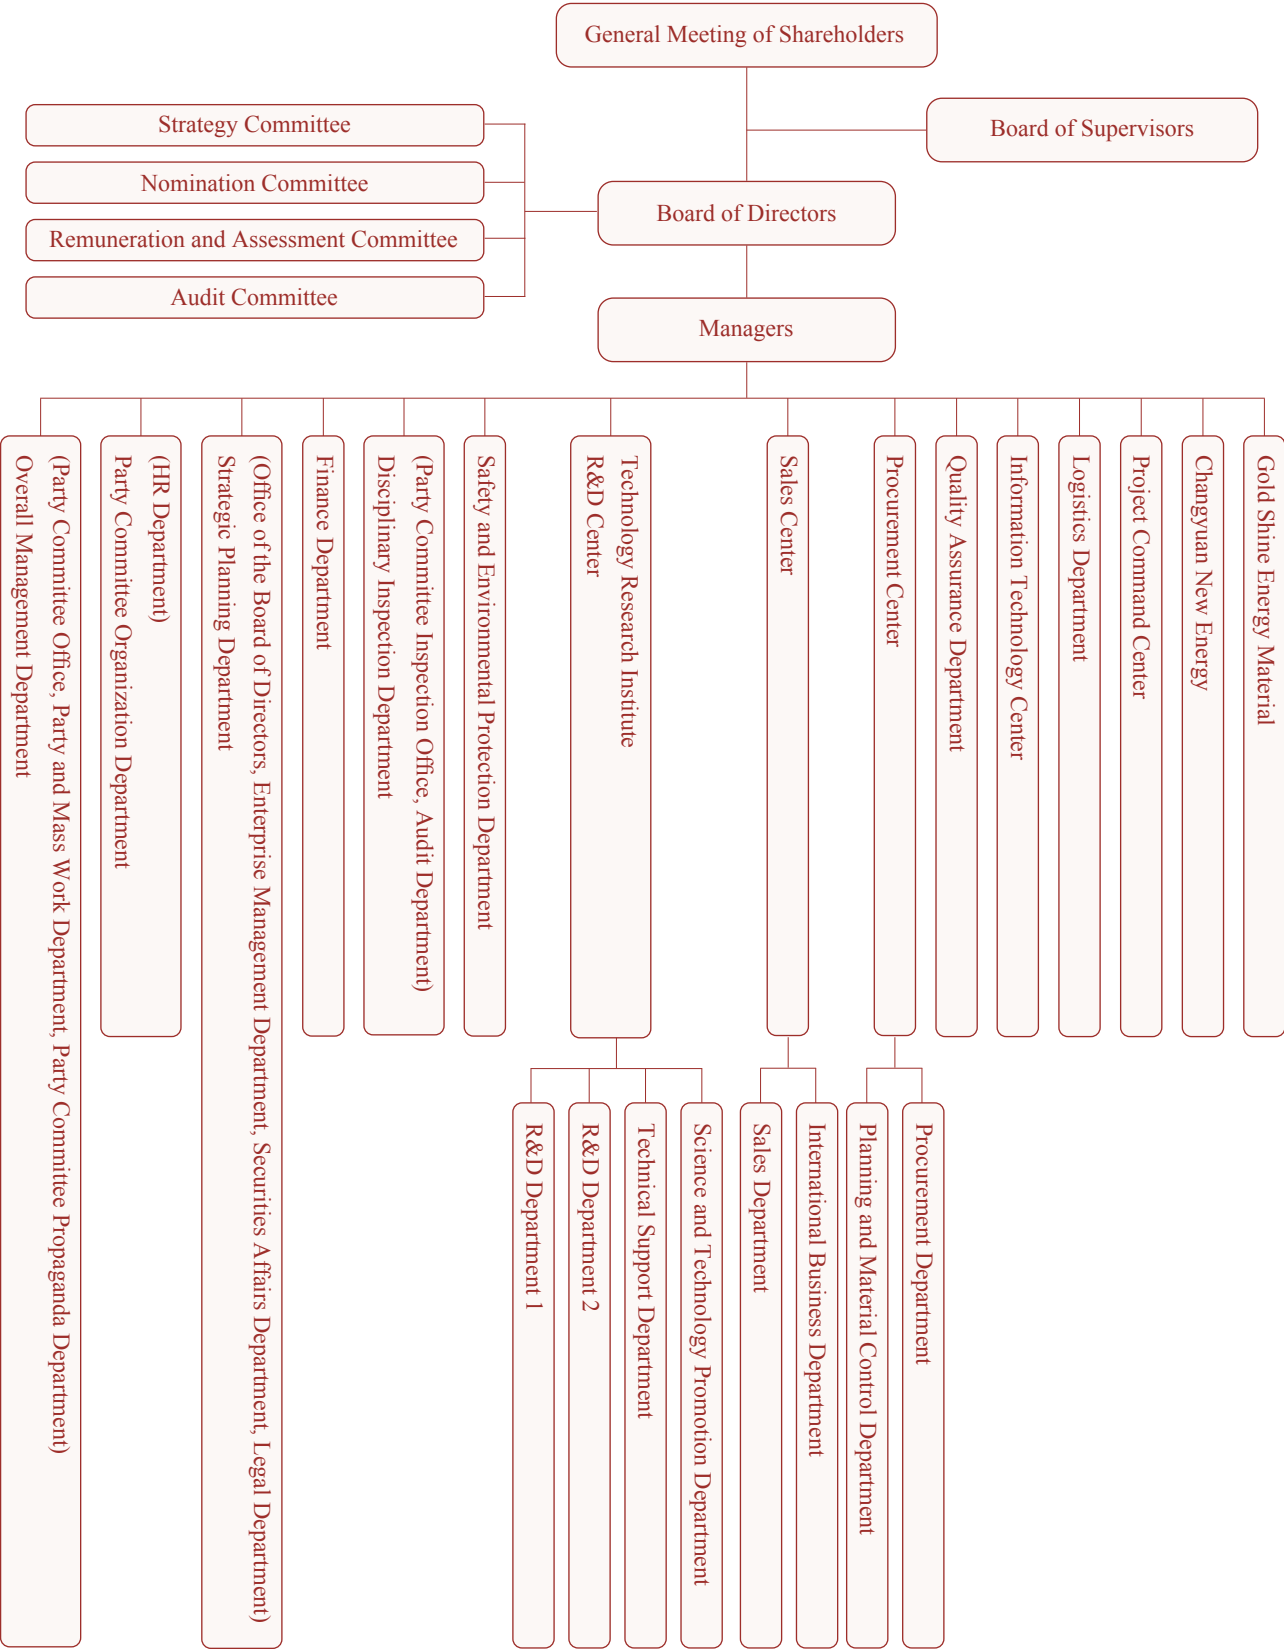 General Meeting of Shareholders
Board of Supervisors
Strategy Committee
Nomination Committee
Remuneration and Assessment Committee
Audit Committee
Board of Directors
Managers
Overall Management Department
(Party Committee Office, Party and Mass Work Department, Party Committee Propaganda Department)
Party Committee Organization Department
(HR Department)
Strategic Planning Department
(Office of the Board of Directors, Enterprise Management Department, Securities Affairs Department, Legal Department)
Finance Department
Disciplinary Inspection Department
(Party Committee Inspection Office, Audit Department)
Safety and Environmental Protection Department
R&D Center
Technology Research Institute
Sales Center
Procurement Center
Quality Assurance Department
Information Technology Center
Logistics Department
Project Command Center
Changyuan New Energy
Gold Shine Energy Material
R&D Department 1
R&D Department 2
Technical Support Department
Science and Technology Promotion Department
Sales Department
International Business Department
Planning and Material Control Department
Procurement Department